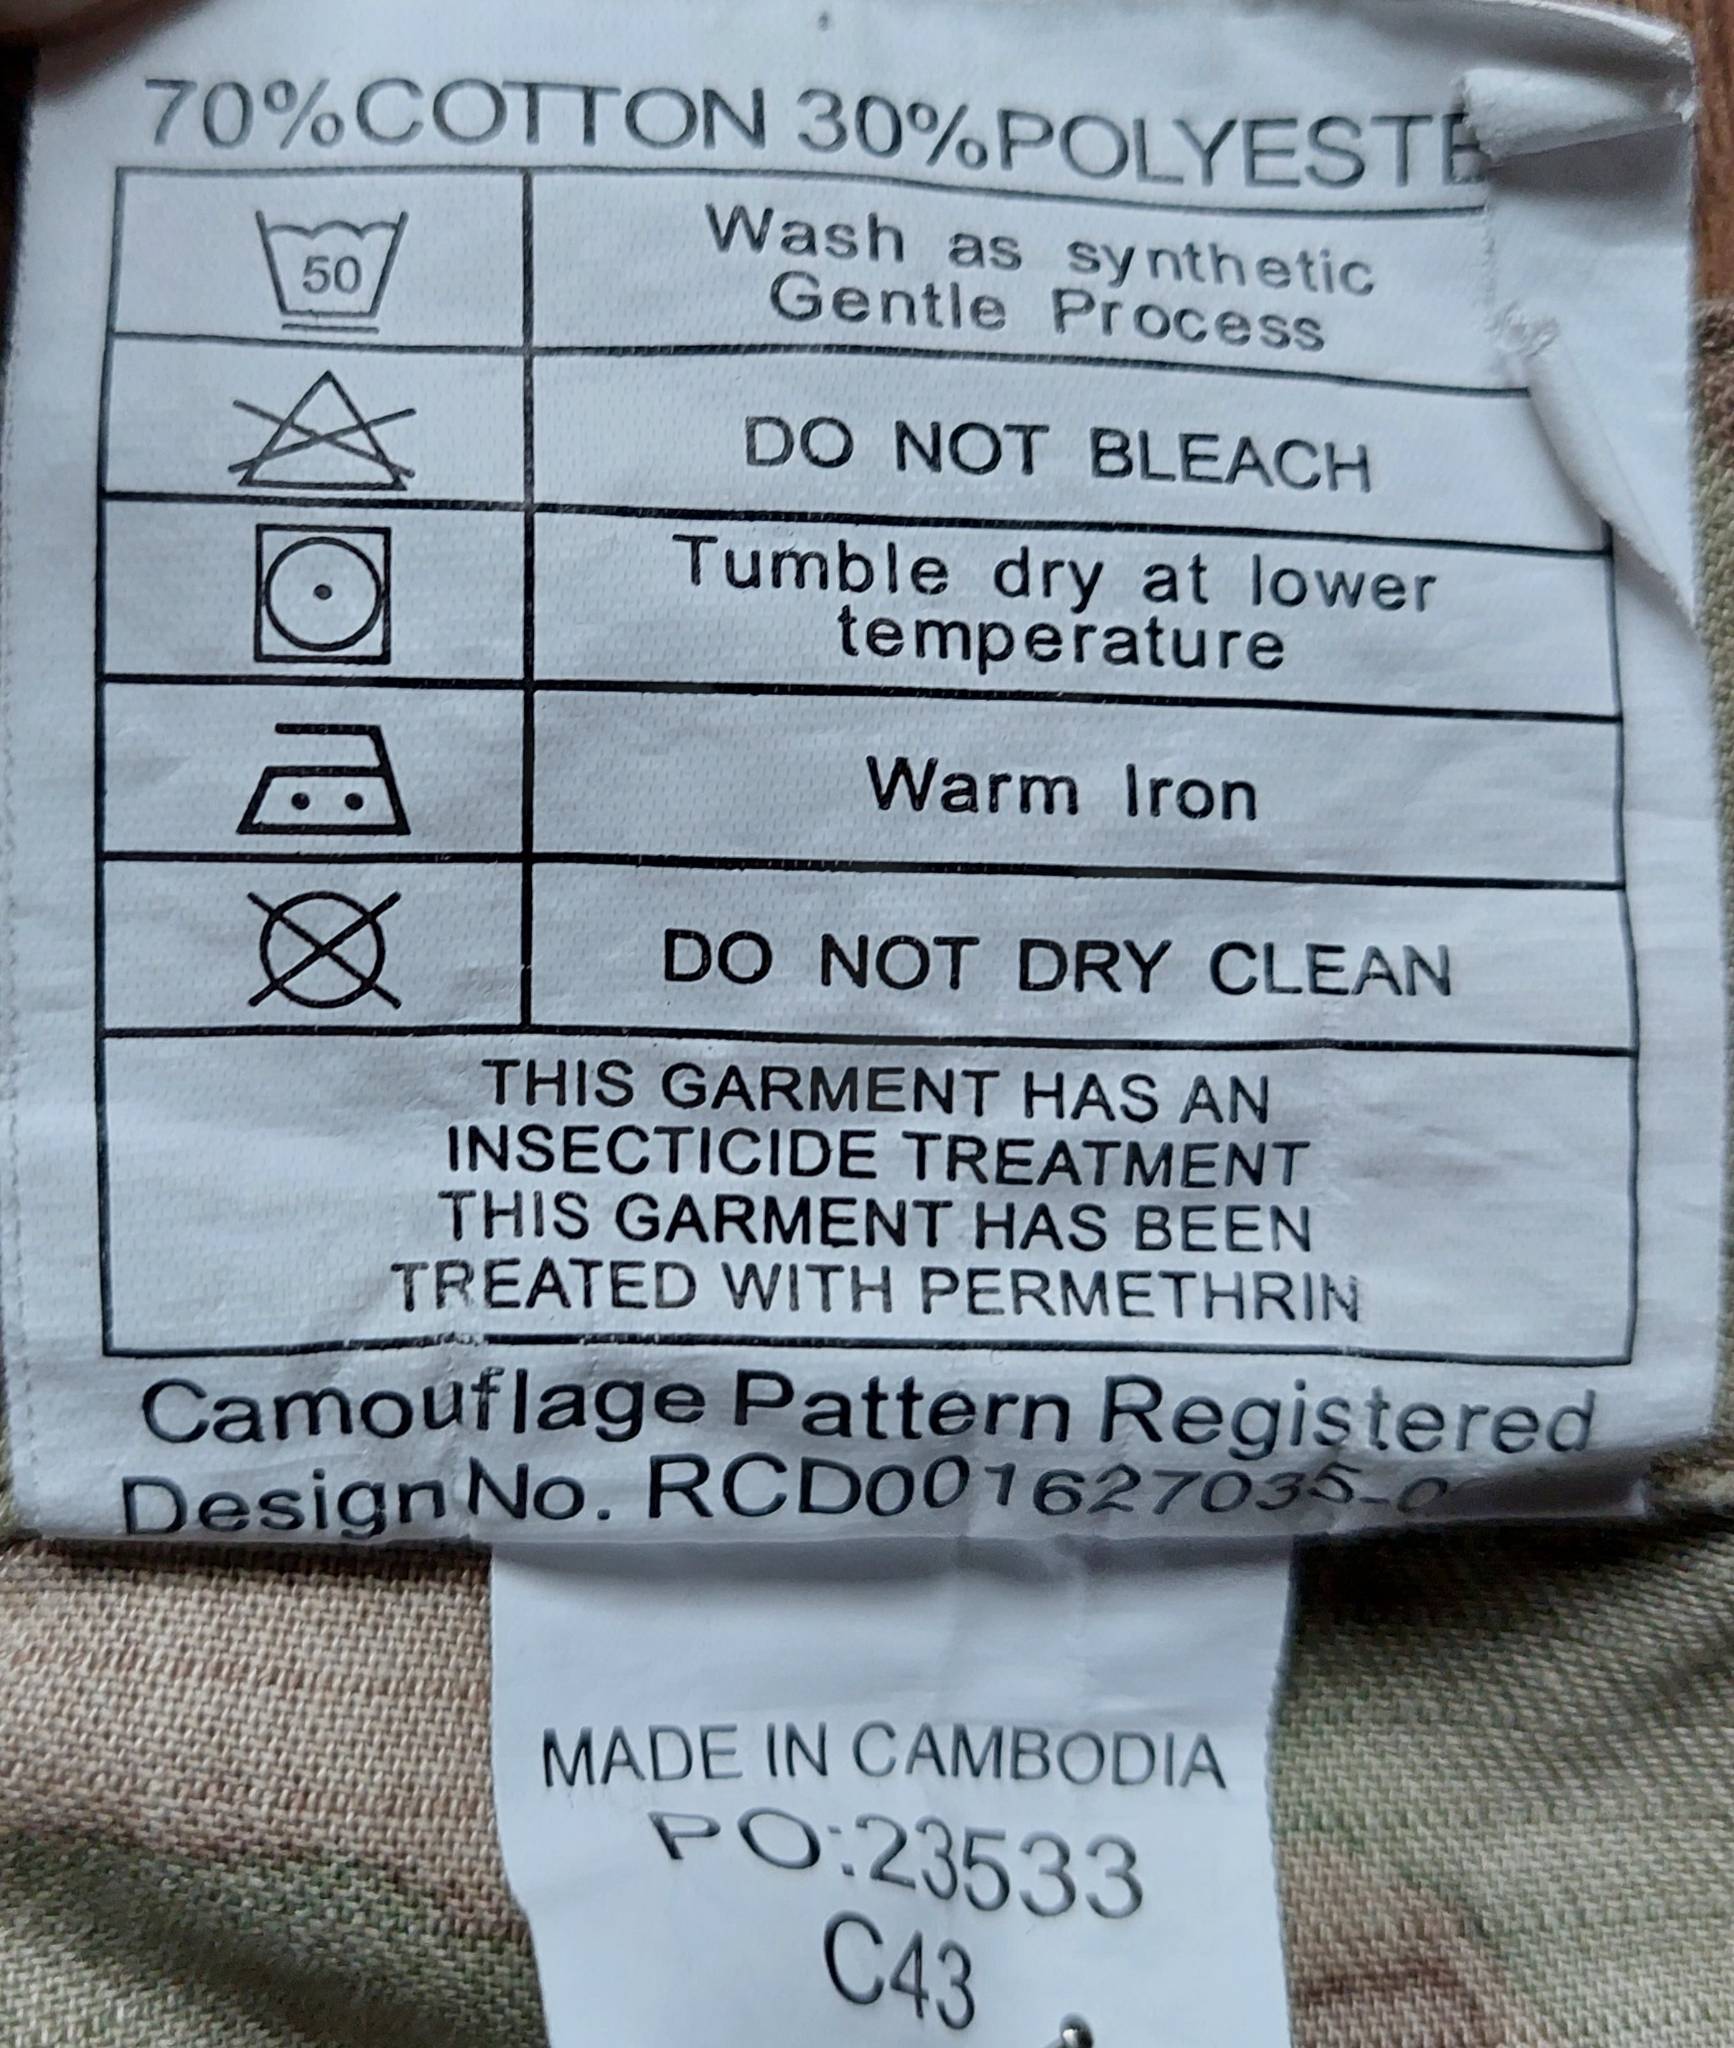 70%COTTON 30%POLYESTE
50
Wash as synthetic
Gentle Process
DO NOT BLEACH
Tumble dry at lower
temperature
Warm Iron
DO NOT DRY CLEAN
THIS GARMENT HAS AN
INSECTICIDE TREATMENT
THIS GARMENT HAS BEEN
TREATED WITH PERMETHRIN
Camouflage Pattern Registered
Design No. RCD001627035-0
MADE IN CAMBODIA
PO:23533
C43